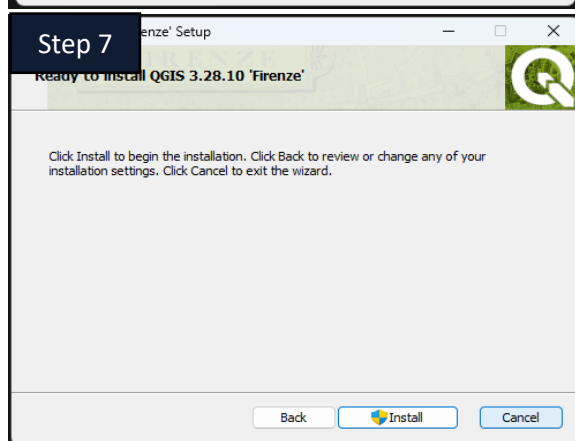 Step 7
enze' Setup
Ready to install QGIS 3.28.10 'Firenze'
Click Install to begin the installation. Click Back to review or change any of your
installation settings. Click Cancel to exit the wizard.
Back Install Cancel